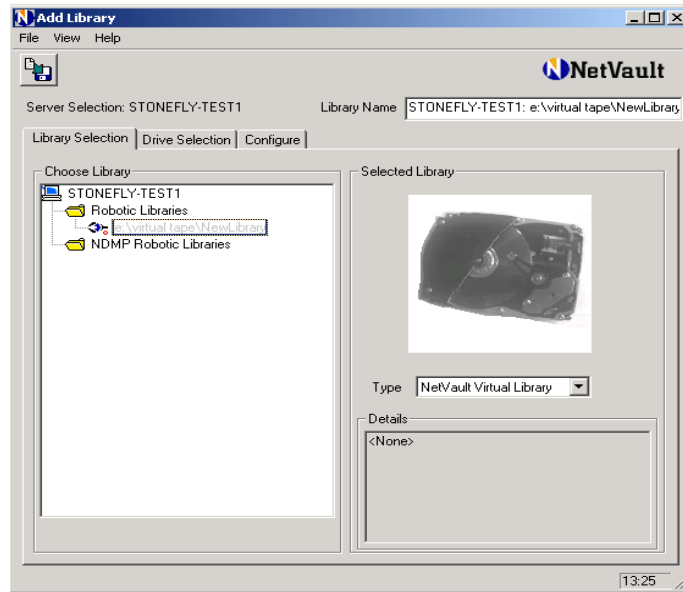 Add Library
File View Help
NetVault
Server Selection: STONEFLY-TEST1 Library Name STONEFLY-TEST1: e:\virtual tape\NewLibrary
Library Selection Drive Selection Configure
Choose Library
STONEFLY-TEST1
Robotic Libraries
e:\virtual tape\NewLibrary
NDMP Robotic Libraries
Selected Library
Type NetVault Virtual Library
Details
<None>
13:25